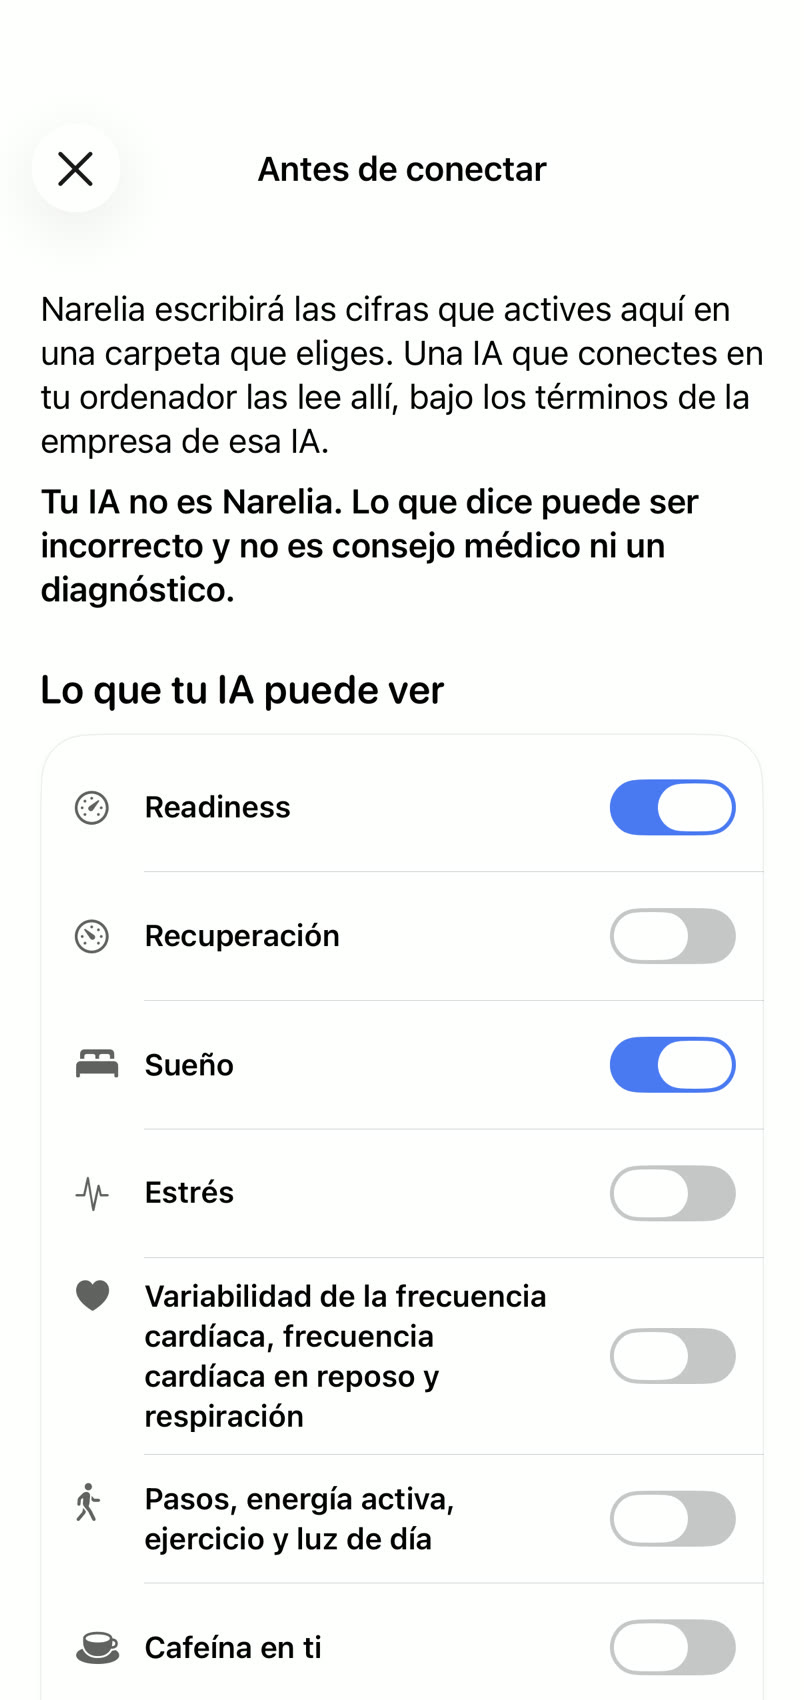 Antes de conectar
Narelia escribirá las cifras que actives aquí en
una carpeta que eliges. Una IA que conectes en
tu ordenador las lee allí, bajo los términos de la
empresa de esa IA.
Tu IA no es Narelia. Lo que dice puede ser
incorrecto y no es consejo médico ni un
diagnóstico.
Lo que tu IA puede ver
Readiness
Recuperación
Sueño
Estrés
Variabilidad de la frecuencia
cardíaca, frecuencia
cardíaca en reposo y
respiración
Pasos, energía activa,
ejercicio y luz de día
Cafeína en ti